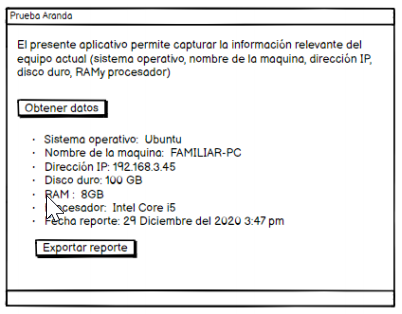 Prueba Aranda
El presente aplicativo permite capturar la información relevante del
equipo actual (sistema operativo, nombre de la maquina, dirección IP,
disco duro, RAMy procesador)
Obtener datos
· Sistema operativo: Ubuntu
· Nombre de la maquina: FAMILIAR-PC
· Dirección IP: 192.168.3.45
· Disco duro: 100 GB
· RAM : 8GB
· Procesador: Intel Core i5
· Fecha reporte: 29 Diciembre del 2020 3:47 pm
Exportar reporte